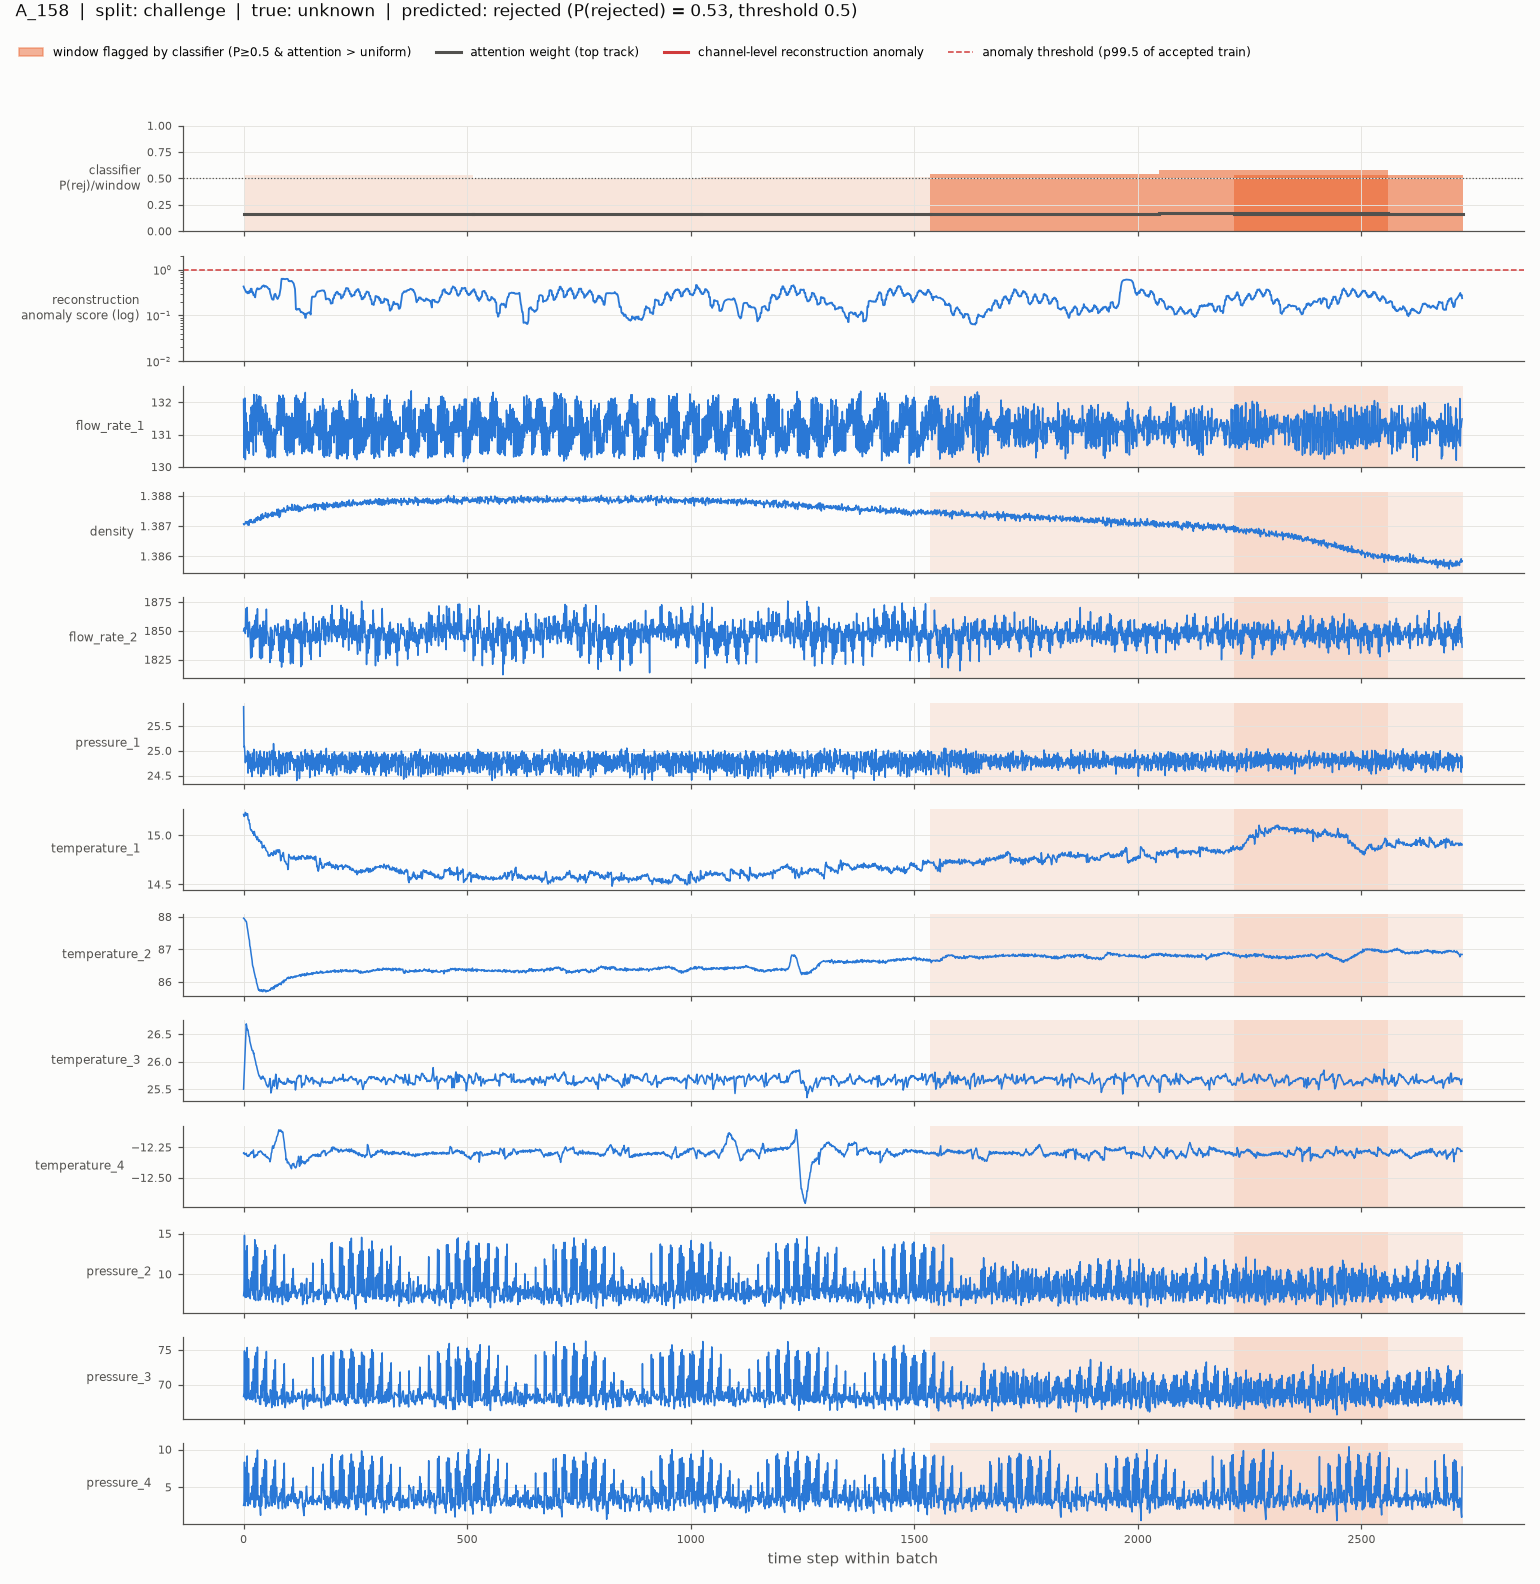 A_158 | split: challenge | true: unknown | predicted: rejected (P(rejected) = 0.53, threshold 0.5)
window flagged by classifier (P≥0.5 & attention > uniform)
attention weight (top track)
channel-level reconstruction anomaly
anomaly threshold (p99.5 of accepted train)
classifier
P(rej)/window
1.00
0.75
0.50
0.25
0.00
reconstruction
anomaly score (log)
10⁰
10⁻¹
10⁻²
flow_rate_1
132
131
130
density
1.388
1.387
1.386
flow_rate_2
1875
1850
1825
pressure_1
25.5
25.0
24.5
temperature_1
15.0
14.5
temperature_2
88
87
86
temperature_3
26.5
26.0
25.5
temperature_4
−12.25
−12.50
pressure_2
15
10
pressure_3
75
70
pressure_4
10
5
0
500
1000
1500
2000
2500
time step within batch